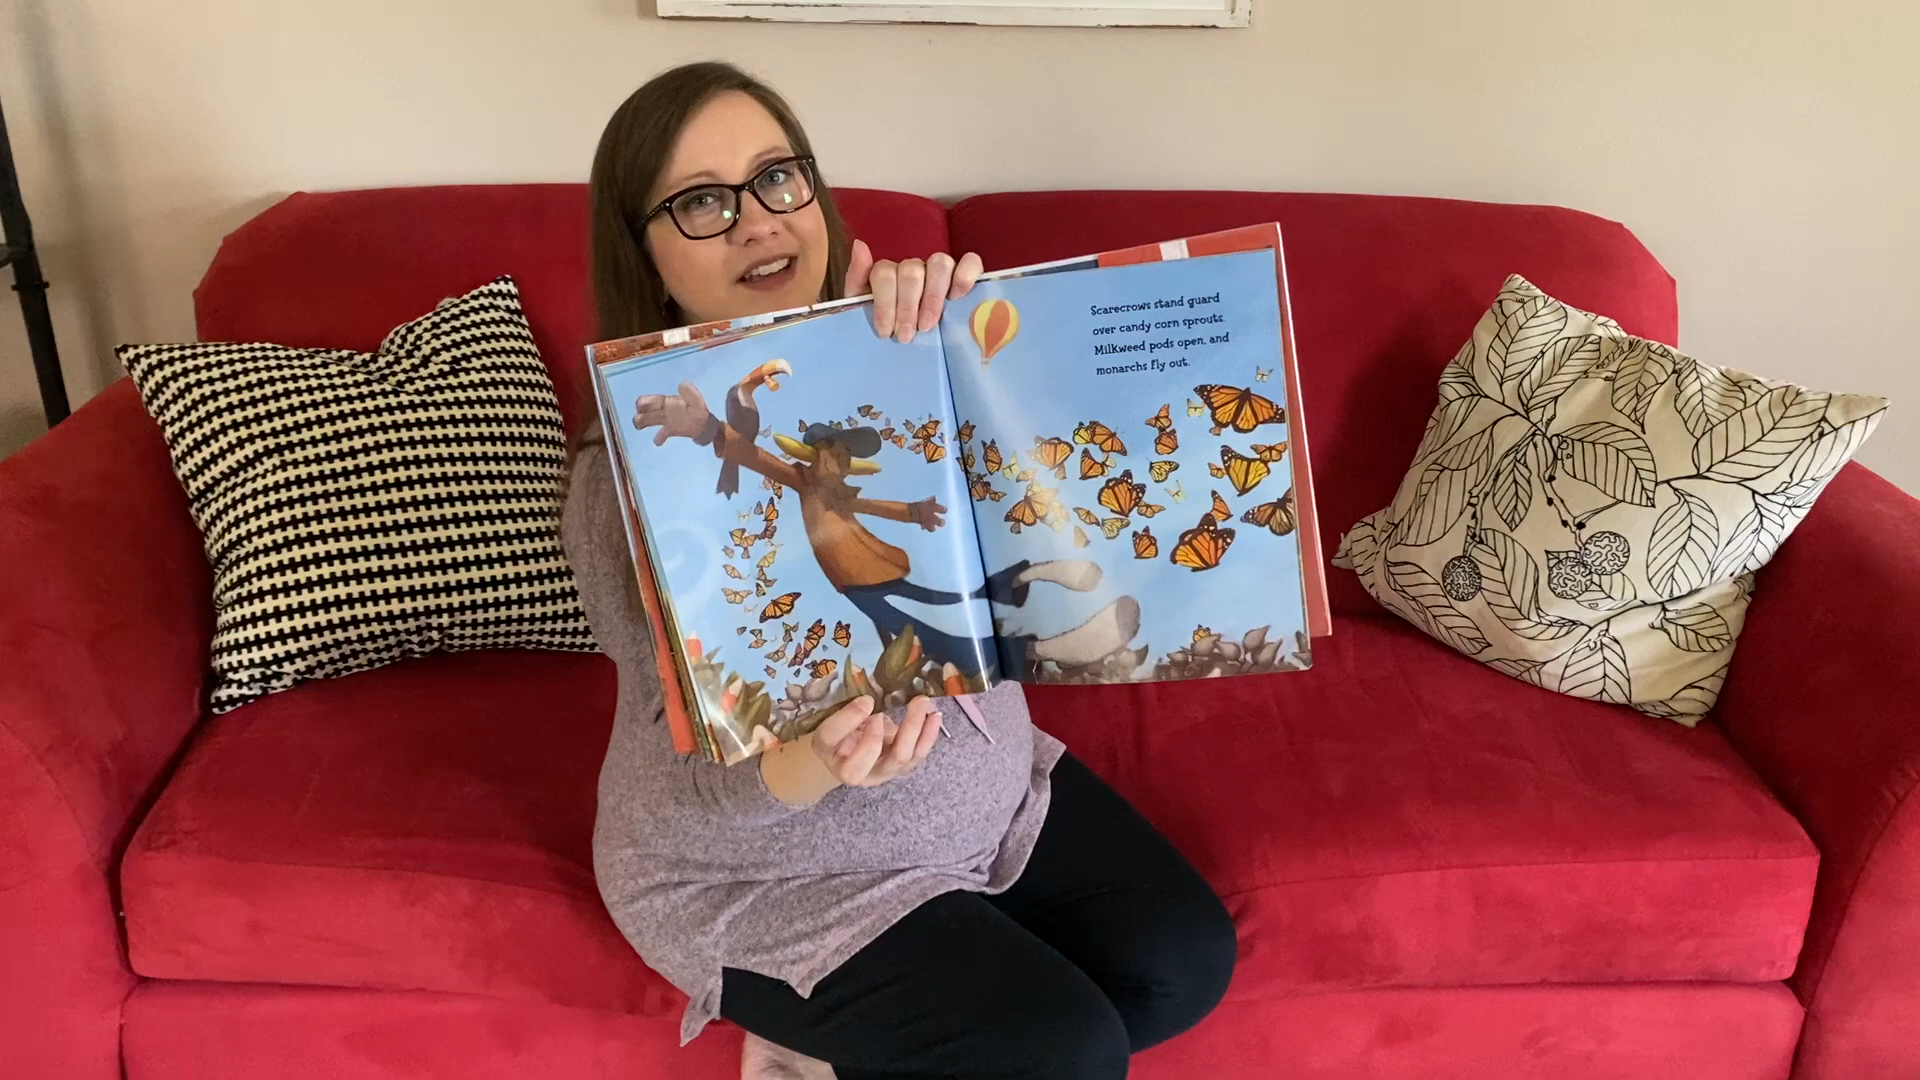 Scarecrows stand guard
over candy corn sprouts.
Milkweed pods open, and
monarchs fly out.